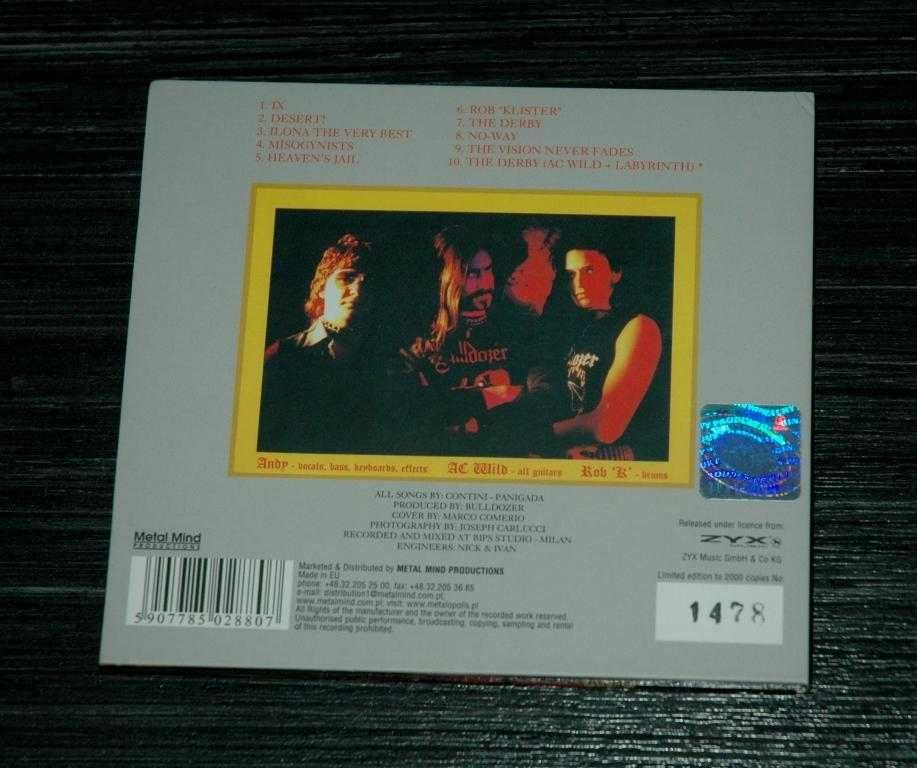 1. IX
2. DESERT!
3. ILONA THE VERY BEST
4. MISOGYNISTS
5. HEAVEN'S JAIL
6. ROB "KLISTER"
7. THE DERBY
8. NO-WAY
9. THE VISION NEVER FADES
10. THE DERBY (AC WILD - LABYRINTH) *
Bulldozer
Andy - vocals, bass, keyboards, effects
AC Wild - all guitars
Rob 'K' - drums
ALL SONGS BY: CONTINI - PANIGADA
PRODUCED BY: BULLDOZER
COVER BY: MARCO COMERIO
PHOTOGRAPHY BY: JOSEPH CARLUCCI
RECORDED AND MIXED AT BIPS STUDIO - MILAN
ENGINEERS: NICK & IVAN
Metal Mind
PRODUCTIONS
5 907785 028807
Marketed & Distributed by METAL MIND PRODUCTIONS
Made in EU
phone: +48.32.205 25 00, fax: +48.32.205 36 65
e-mail: distribution1@metalmind.com.pl;
www.metalmind.com.pl; visit: www.metalopolis.pl
All Rights of the manufacturer and the owner of the recorded work reserved.
Unauthorised public performance, broadcasting, copying, sampling and rental
of this recording prohibited.
Released under licence from:
ZYX
ZYX Music GmbH & Co KG
Limited edition to 2000 copies No
1478